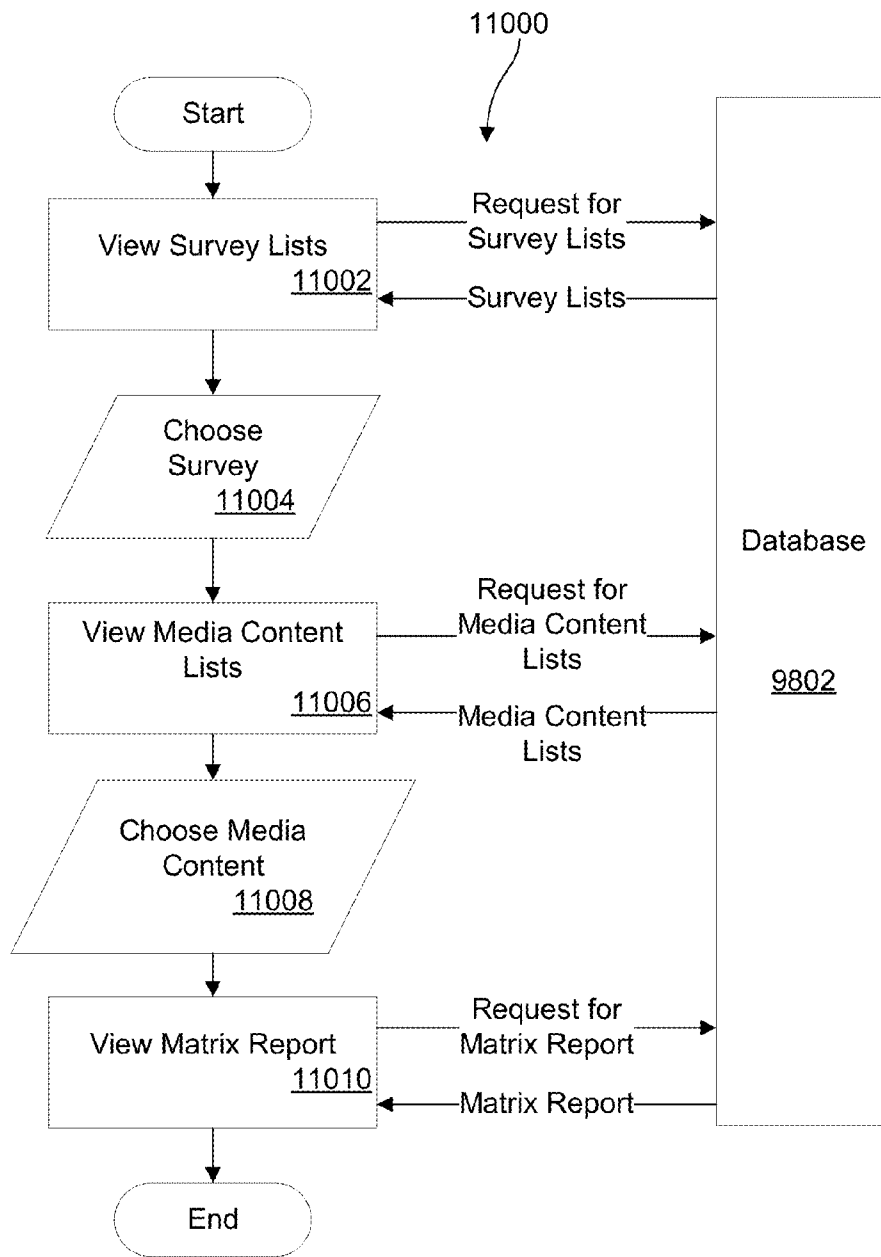 11000
Start
View Survey Lists
11002
Request for
Survey Lists
Survey Lists
Choose
Survey
11004
View Media Content
Lists
11006
Request for
Media Content
Lists
Media Content
Lists
Database
9802
Choose Media
Content
11008
View Matrix Report
11010
Request for
Matrix Report
Matrix Report
End